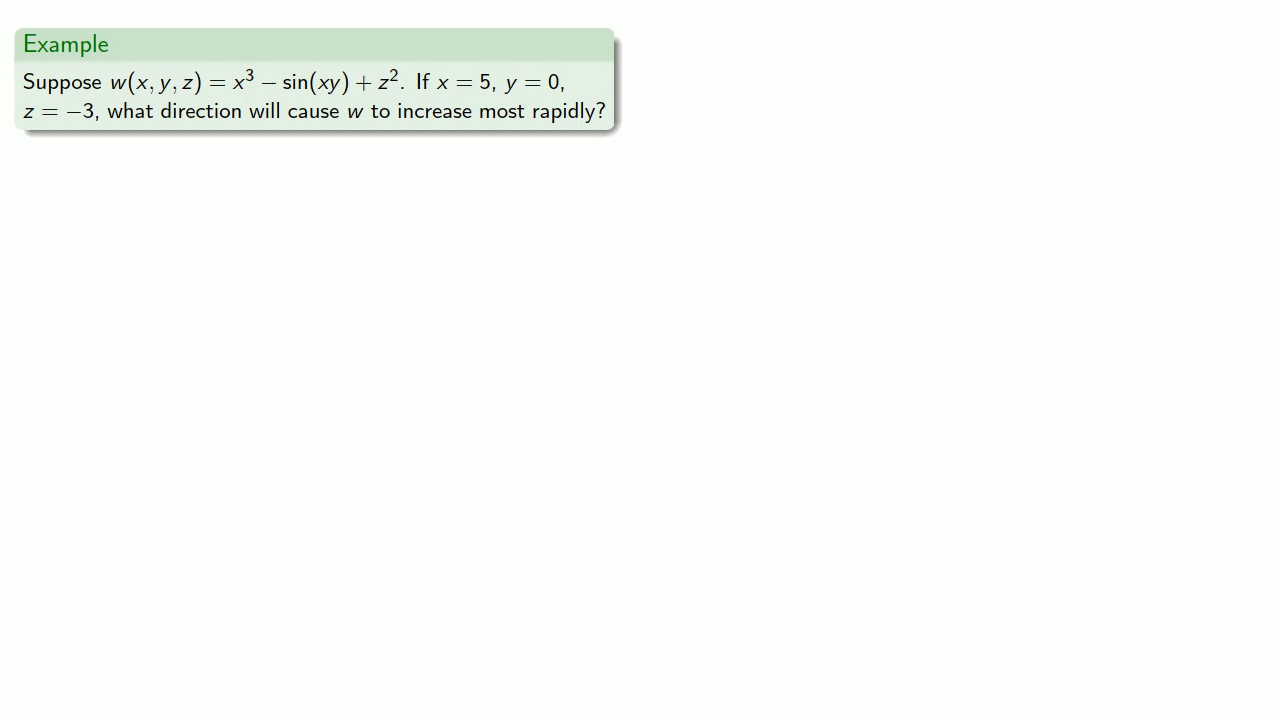 Example
Suppose w(x, y, z) = x³ − sin(xy) + z². If x = 5, y = 0,
z = −3, what direction will cause w to increase most rapidly?